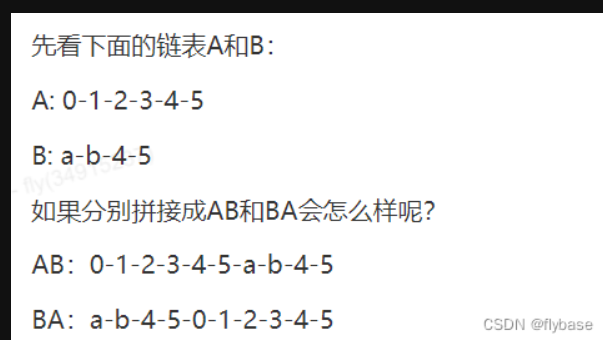 先看下面的链表A和B：
A: 0-1-2-3-4-5
B: a-b-4-5
如果分别拼接成AB和BA会怎么样呢？
AB：0-1-2-3-4-5-a-b-4-5
BA：a-b-4-5-0-1-2-3-4-5
CSDN @flybase